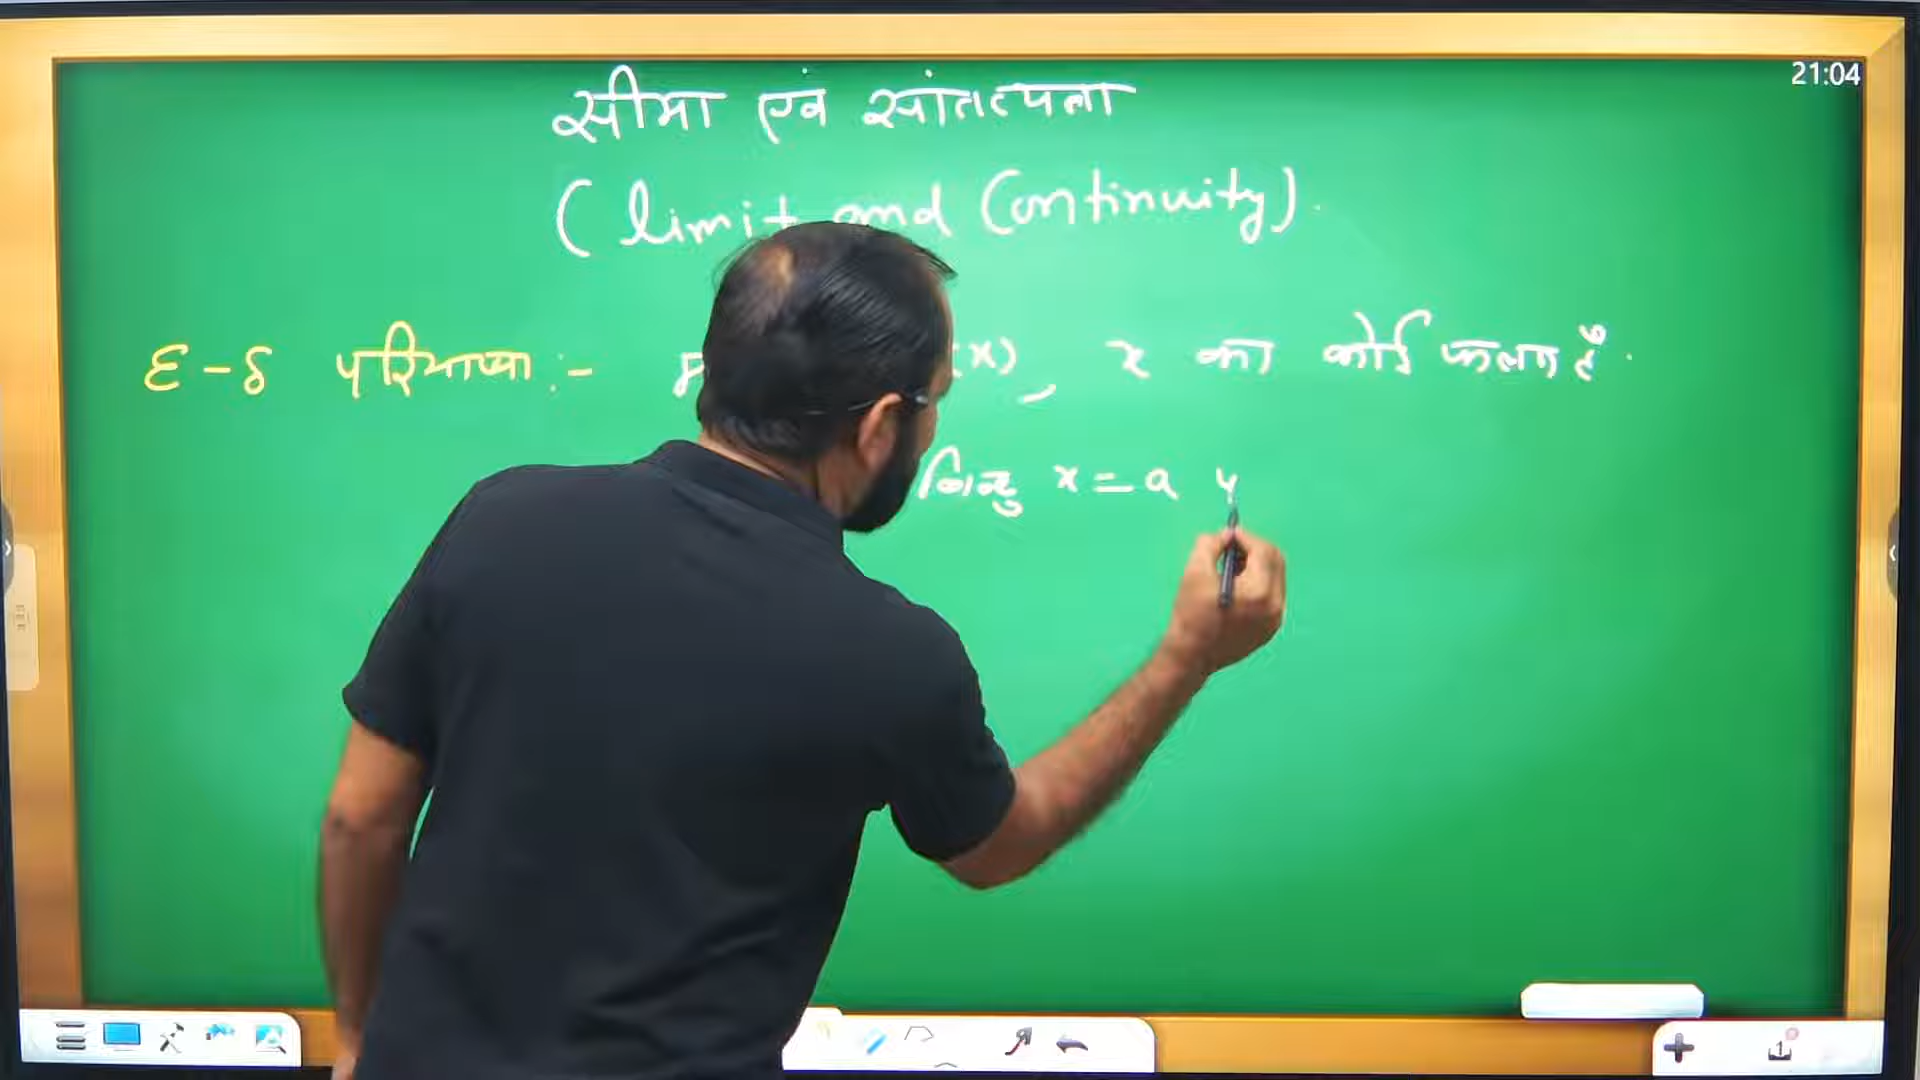 21:04
सीमा एवं सांतत्यता
(limit and Continuity).
ε-δ परिभाषा :- (x), x का कोई फलन है.
बिन्दु x = a